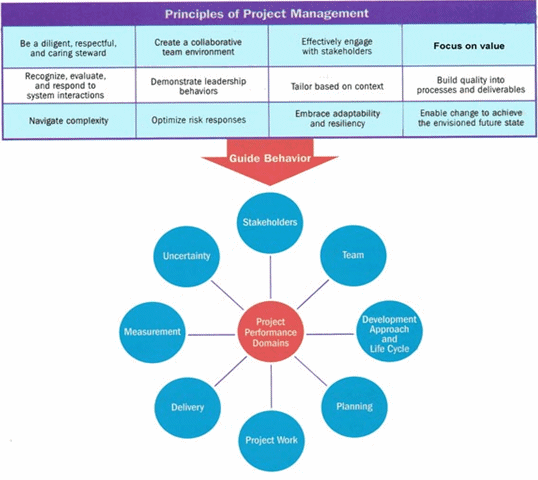 Principles of Project Management
Be a diligent, respectful,
and caring steward
Create a collaborative
team environment
Effectively engage
with stakeholders
Focus on value
Recognize, evaluate,
and respond to
system interactions
Demonstrate leadership
behaviors
Tailor based on context
Build quality into
processes and deliverables
Navigate complexity
Optimize risk responses
Embrace adaptability
and resiliency
Enable change to achieve
the envisioned future state
Guide Behavior
Stakeholders
Uncertainty
Team
Measurement
Project
Performance
Domains
Development
Approach
and
Life Cycle
Delivery
Planning
Project Work